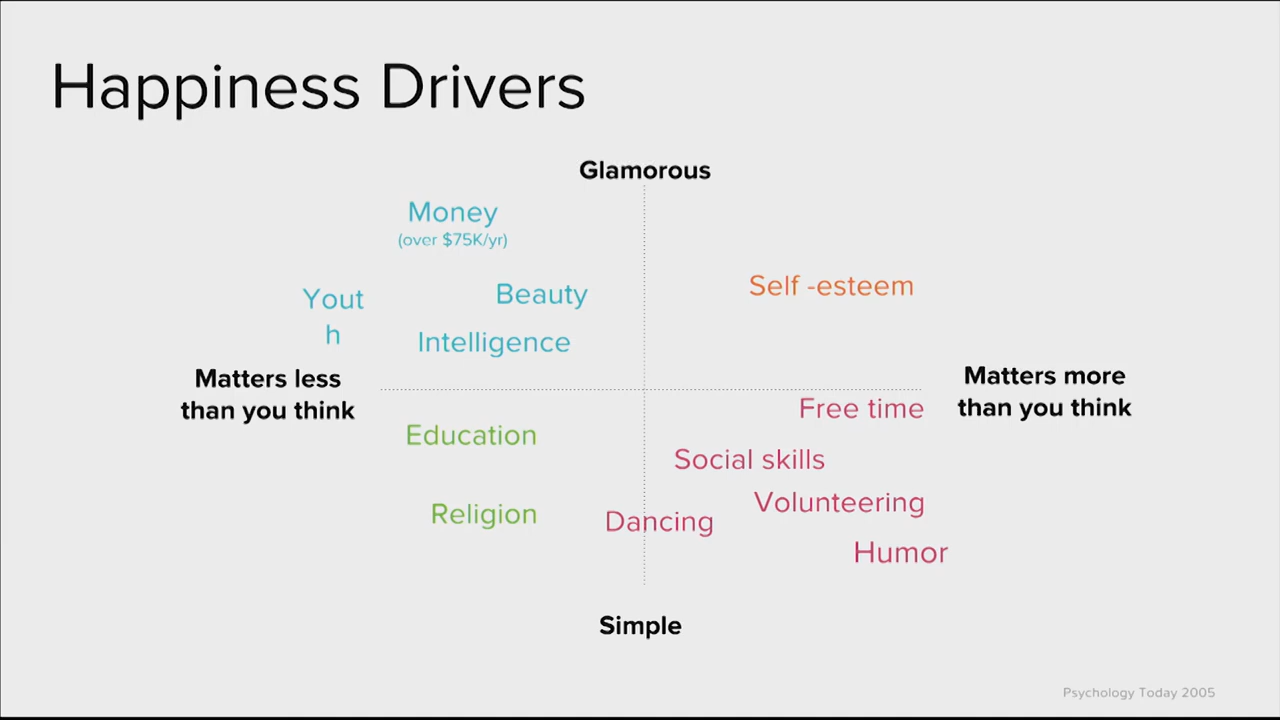 Happiness Drivers
Glamorous
Money
(over $75K/yr)
Self -esteem
Beauty
Yout
h
Intelligence
Matters less
than you think
Matters more
than you think
Free time
Education
Social skills
Volunteering
Religion
Dancing
Humor
Simple
Psychology Today 2005